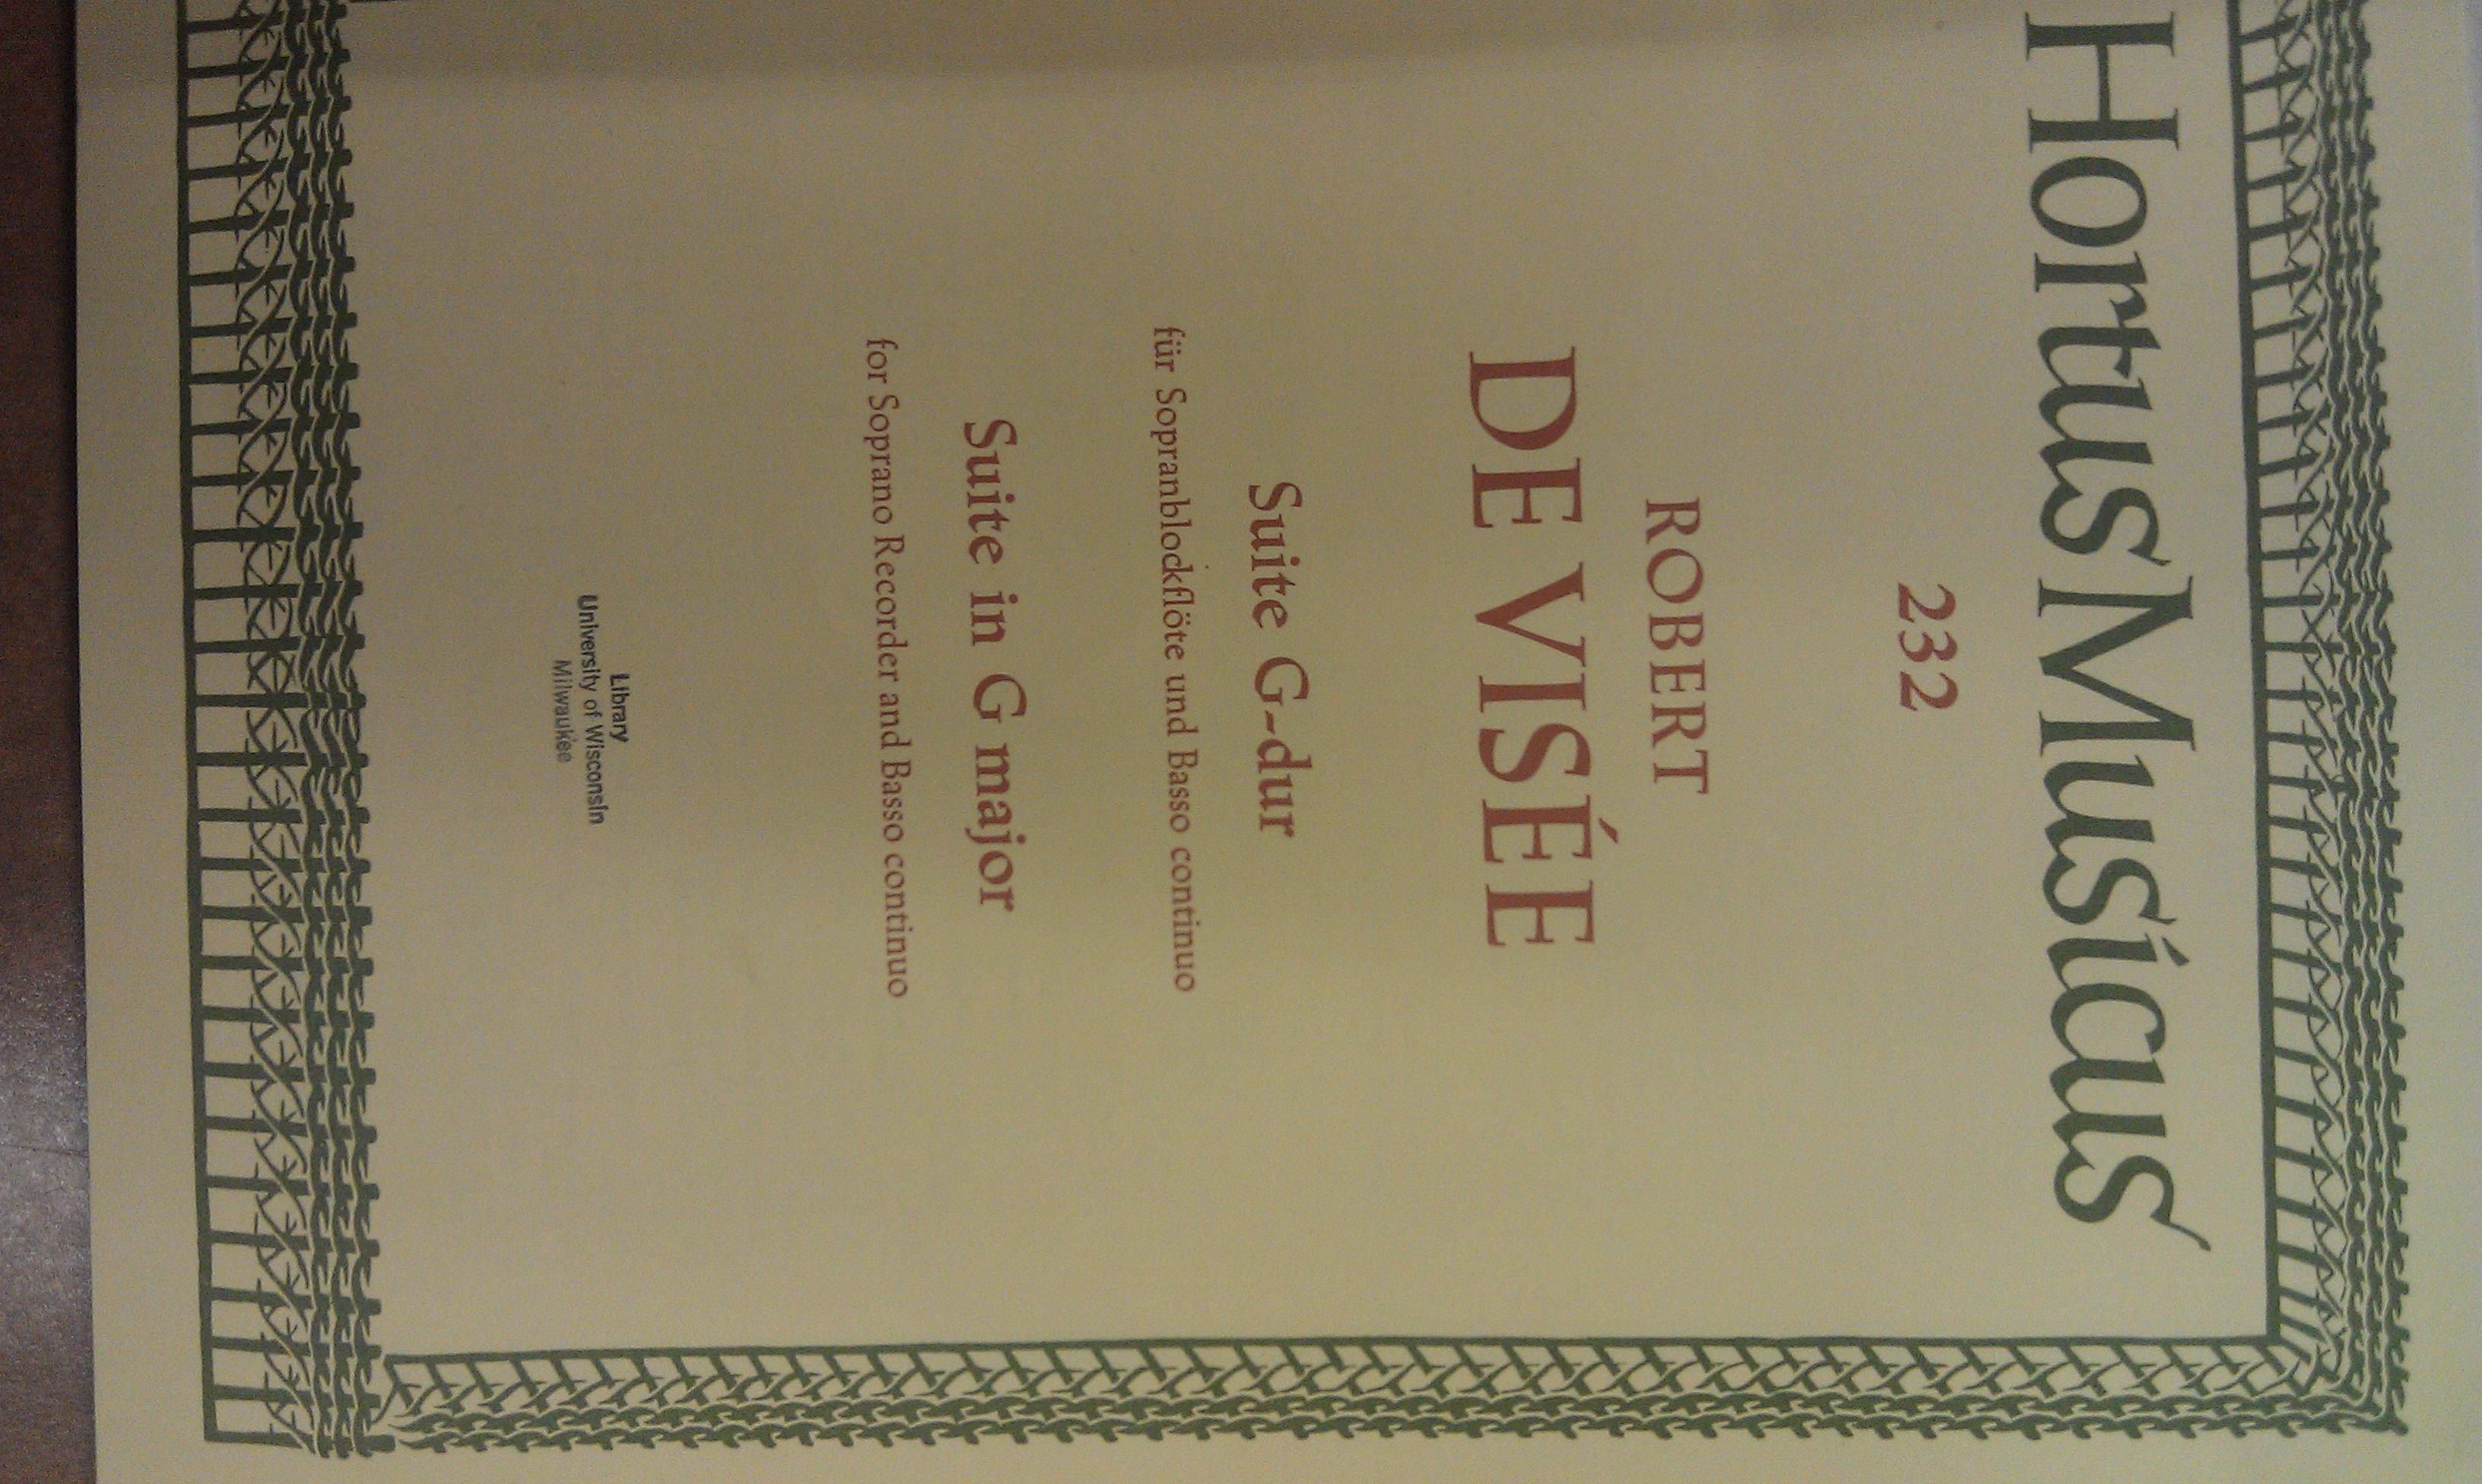 Hortus Musicus
232
ROBERT
DE VISÉE
Suite G-dur
für Sopranblockflöte und Basso continuo
Suite in G major
for Soprano Recorder and Basso continuo
Library
University of Wisconsin
Milwaukee